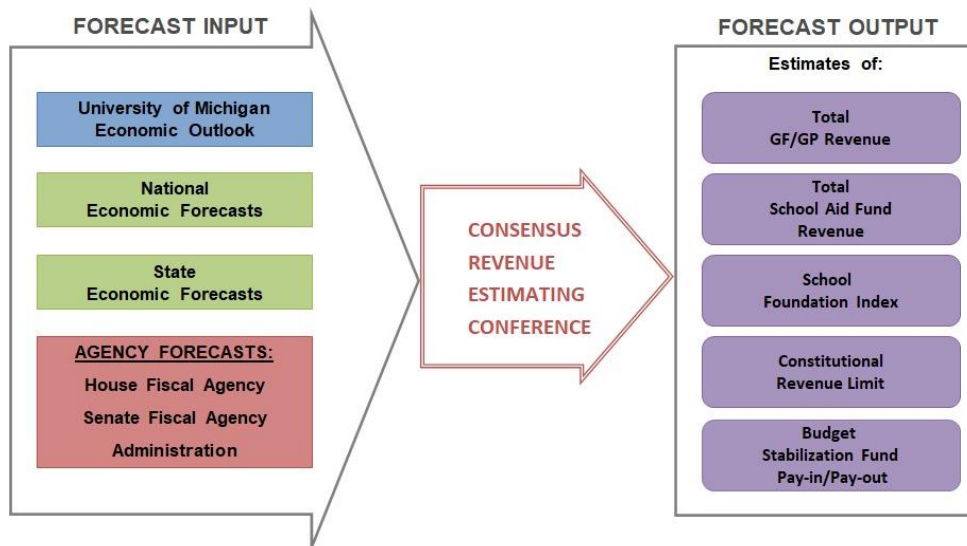 FORECAST INPUT
University of Michigan
Economic Outlook
National
Economic Forecasts
State
Economic Forecasts
AGENCY FORECASTS:
House Fiscal Agency
Senate Fiscal Agency
Administration
CONSENSUS
REVENUE
ESTIMATING
CONFERENCE
FORECAST OUTPUT
Estimates of:
Total
GF/GP Revenue
Total
School Aid Fund
Revenue
School
Foundation Index
Constitutional
Revenue Limit
Budget
Stabilization Fund
Pay-in/Pay-out